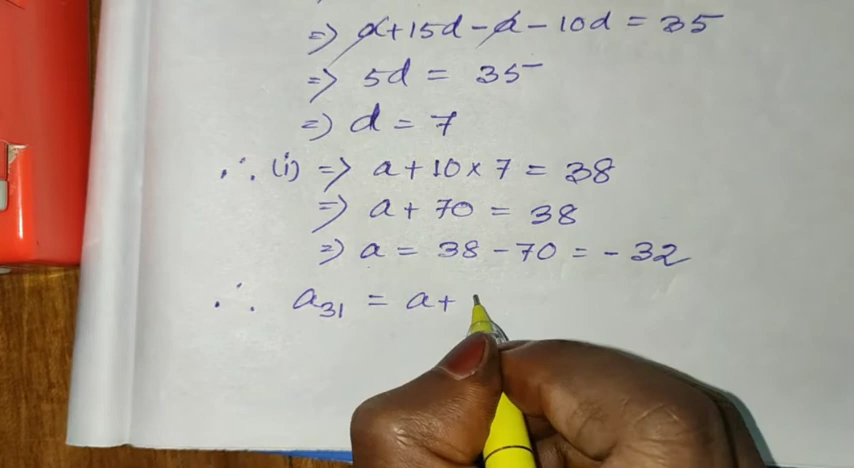 => a+15d-a-10d = 35
=> 5d = 35
=> d = 7
∴ (i) => a+10×7 = 38
=> a+70 = 38
=> a = 38-70 = -32
∴ a₃₁ = a+